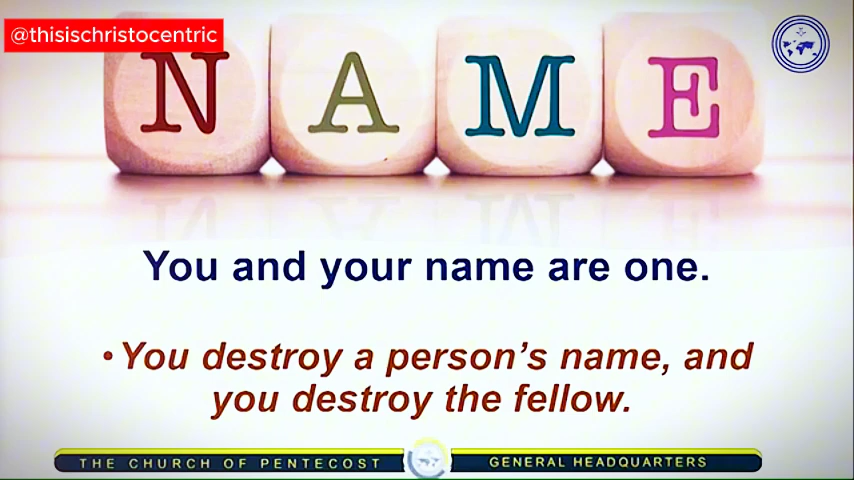 @thisischristocentric
NAME
You and your name are one.
•You destroy a person's name, and
you destroy the fellow.
THE CHURCH OF PENTECOST GENERAL HEADQUARTERS